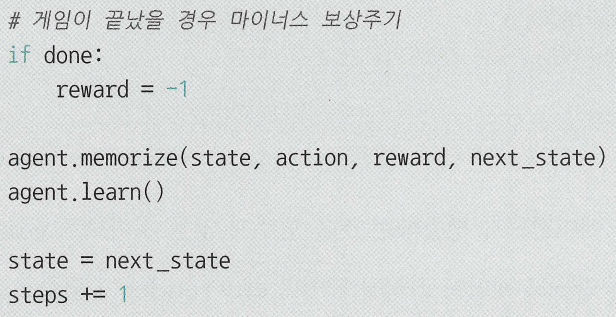 # 게임이 끝났을 경우 마이너스 보상주기
if done:
    reward = -1

agent.memorize(state, action, reward, next_state)
agent.learn()

state = next_state
steps += 1